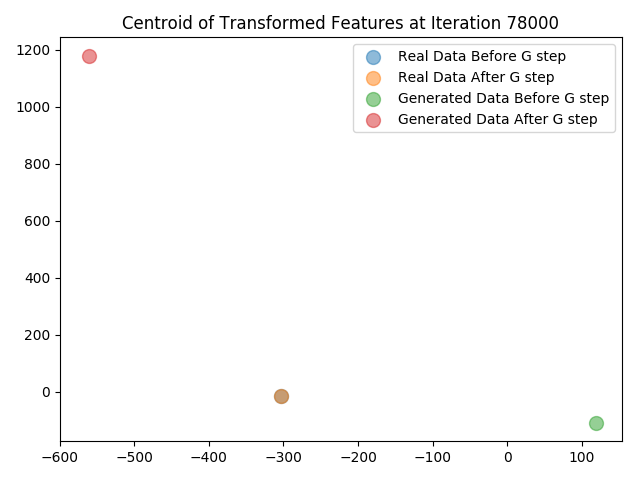 Centroid of Transformed Features at Iteration 78000
Real Data Before G step
Real Data After G step
Generated Data Before G step
Generated Data After G step
1200
1000
800
600
400
200
0
−600 −500 −400 −300 −200 −100 0 100